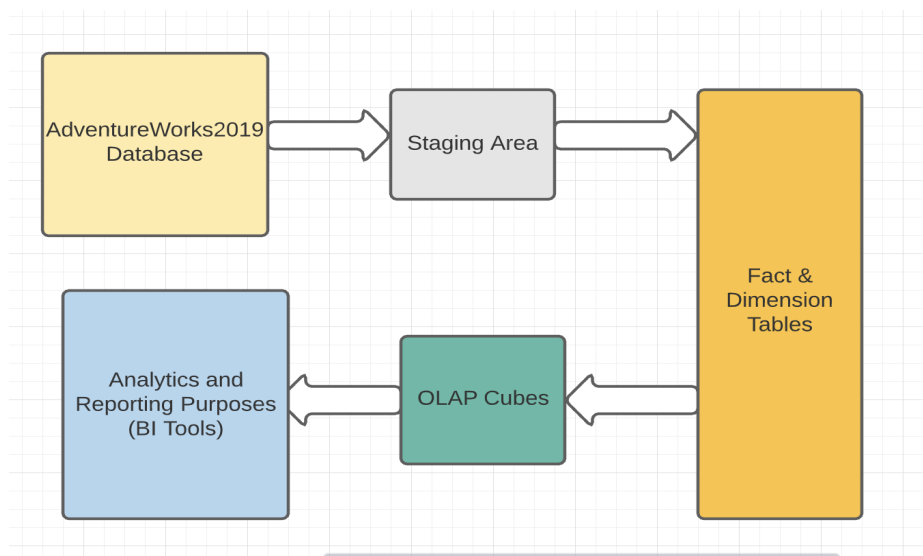 AdventureWorks2019
Database
Staging Area
Fact &
Dimension
Tables
OLAP Cubes
Analytics and
Reporting Purposes
(BI Tools)